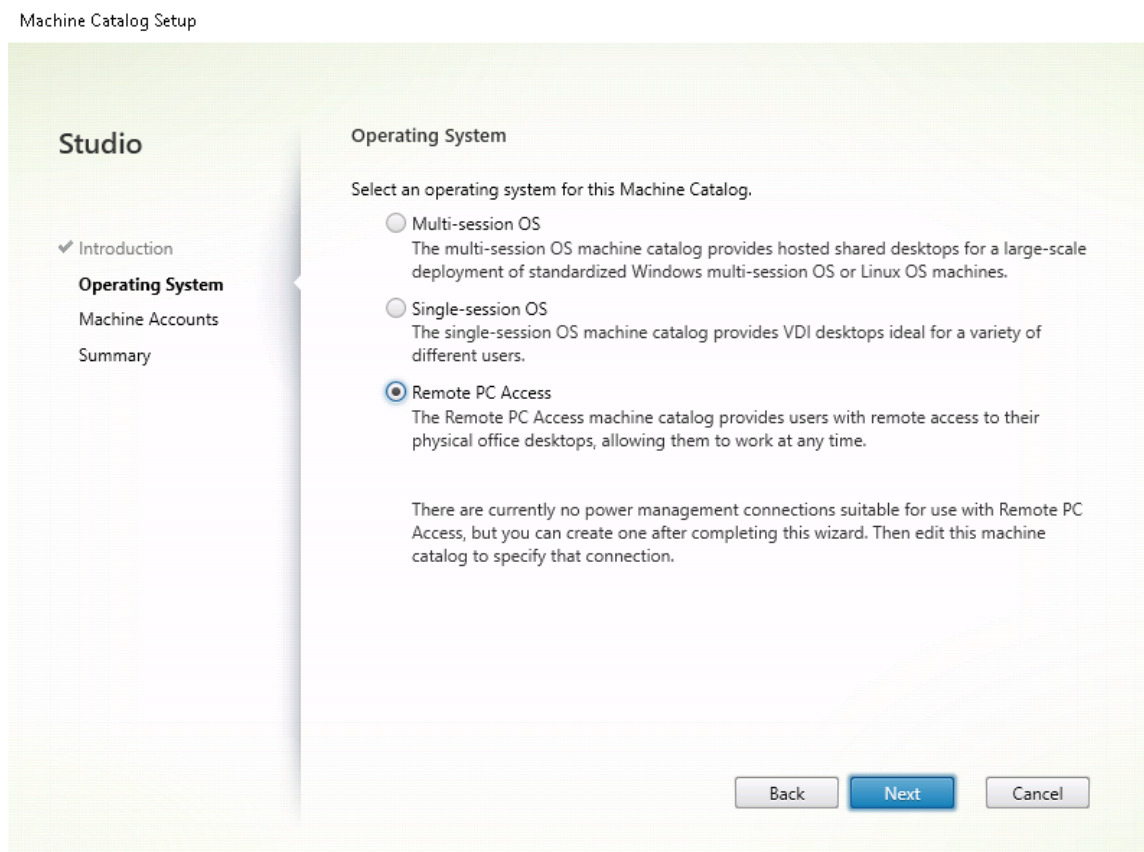 Machine Catalog Setup
Studio
Introduction
Operating System
Machine Accounts
Summary
Operating System
Select an operating system for this Machine Catalog.
Multi-session OS
The multi-session OS machine catalog provides hosted shared desktops for a large-scale
deployment of standardized Windows multi-session OS or Linux OS machines.
Single-session OS
The single-session OS machine catalog provides VDI desktops ideal for a variety of
different users.
Remote PC Access
The Remote PC Access machine catalog provides users with remote access to their
physical office desktops, allowing them to work at any time.
There are currently no power management connections suitable for use with Remote PC
Access, but you can create one after completing this wizard. Then edit this machine
catalog to specify that connection.
Back
Next
Cancel